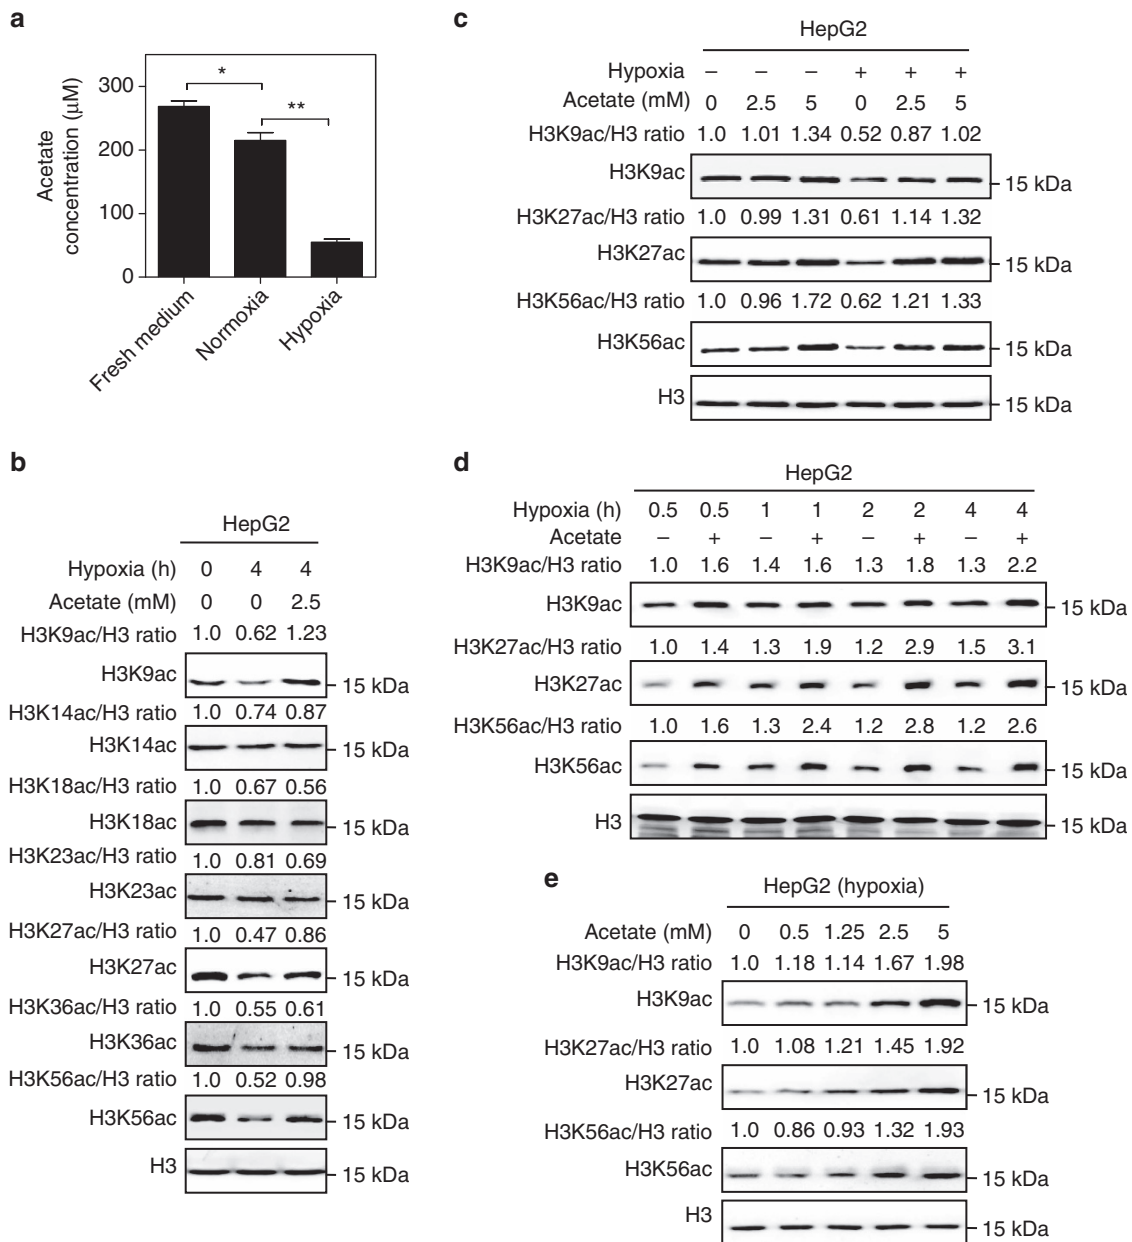 a
Acetate
concentration (µM)
300
200
100
0
*
**
Fresh medium
Normoxia
Hypoxia
b
HepG2
Hypoxia (h) 0 4 4
Acetate (mM) 0 0 2.5
H3K9ac/H3 ratio 1.0 0.62 1.23
H3K9ac 15 kDa
H3K14ac/H3 ratio 1.0 0.74 0.87
H3K14ac 15 kDa
H3K18ac/H3 ratio 1.0 0.67 0.56
H3K18ac 15 kDa
H3K23ac/H3 ratio 1.0 0.81 0.69
H3K23ac 15 kDa
H3K27ac/H3 ratio 1.0 0.47 0.86
H3K27ac 15 kDa
H3K36ac/H3 ratio 1.0 0.55 0.61
H3K36ac 15 kDa
H3K56ac/H3 ratio 1.0 0.52 0.98
H3K56ac 15 kDa
H3 15 kDa
c
HepG2
Hypoxia − − − + + +
Acetate (mM) 0 2.5 5 0 2.5 5
H3K9ac/H3 ratio 1.0 1.01 1.34 0.52 0.87 1.02
H3K9ac 15 kDa
H3K27ac/H3 ratio 1.0 0.99 1.31 0.61 1.14 1.32
H3K27ac 15 kDa
H3K56ac/H3 ratio 1.0 0.96 1.72 0.62 1.21 1.33
H3K56ac 15 kDa
H3 15 kDa
d
HepG2
Hypoxia (h) 0.5 0.5 1 1 2 2 4 4
Acetate − + − + − + − +
H3K9ac/H3 ratio 1.0 1.6 1.4 1.6 1.3 1.8 1.3 2.2
H3K9ac 15 kDa
H3K27ac/H3 ratio 1.0 1.4 1.3 1.9 1.2 2.9 1.5 3.1
H3K27ac 15 kDa
H3K56ac/H3 ratio 1.0 1.6 1.3 2.4 1.2 2.8 1.2 2.6
H3K56ac 15 kDa
H3 15 kDa
e
HepG2 (hypoxia)
Acetate (mM) 0 0.5 1.25 2.5 5
H3K9ac/H3 ratio 1.0 1.18 1.14 1.67 1.98
H3K9ac 15 kDa
H3K27ac/H3 ratio 1.0 1.08 1.21 1.45 1.92
H3K27ac 15 kDa
H3K56ac/H3 ratio 1.0 0.86 0.93 1.32 1.93
H3K56ac 15 kDa
H3 15 kDa